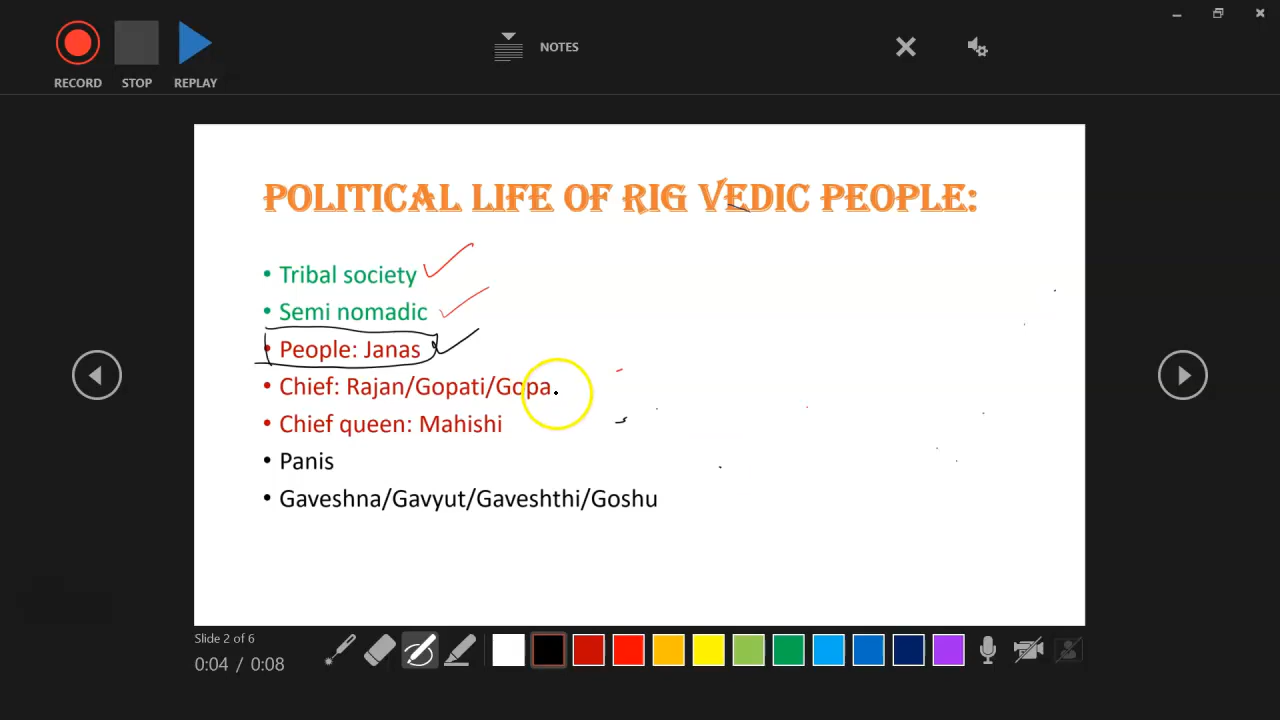 NOTES
RECORD STOP REPLAY
POLITICAL LIFE OF RIG VEDIC PEOPLE:
• Tribal society
• Semi nomadic
• People: Janas
• Chief: Rajan/Gopati/Gopa
• Chief queen: Mahishi
• Panis
• Gaveshna/Gavyut/Gaveshthi/Goshu
Slide 2 of 6
0:04 / 0:08